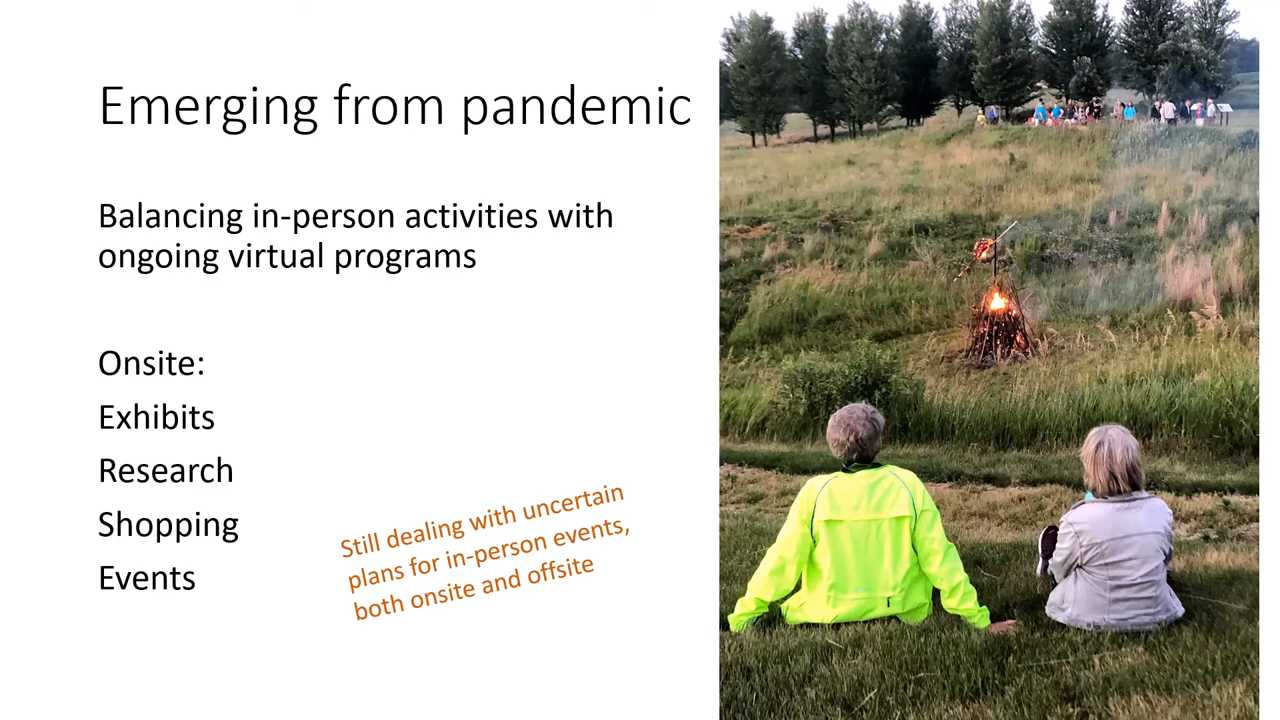 Emerging from pandemic
Balancing in-person activities with
ongoing virtual programs
Onsite:
Exhibits
Research
Shopping
Events
Still dealing with uncertain
plans for in-person events,
both onsite and offsite